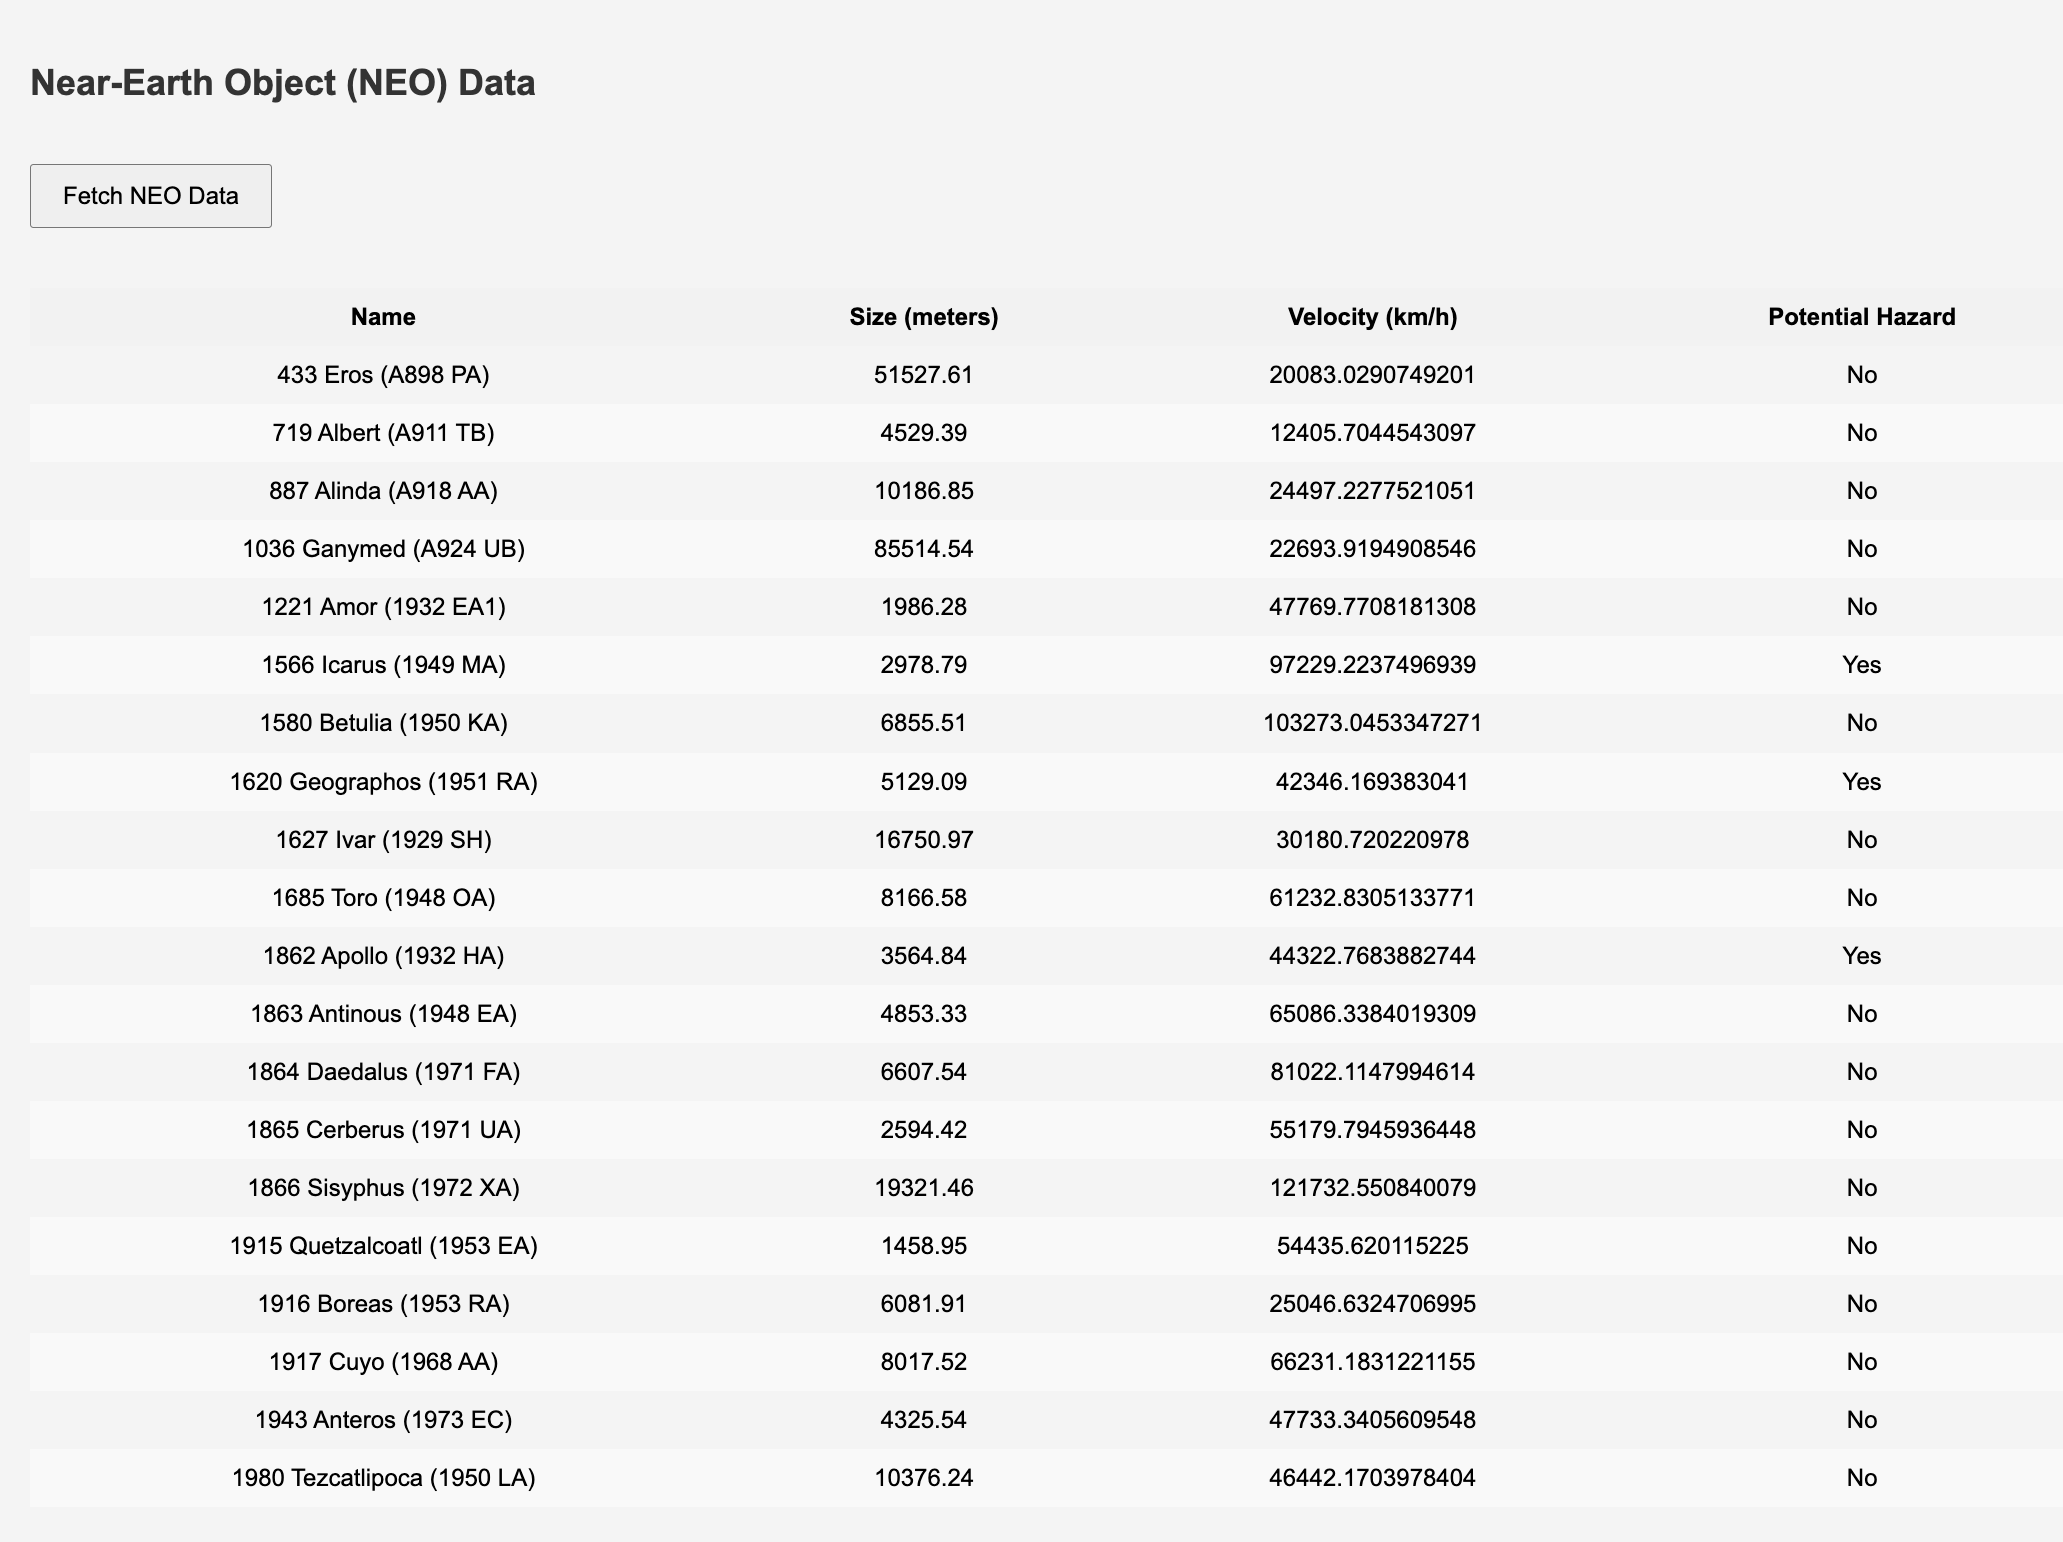 Near-Earth Object (NEO) Data
Fetch NEO Data
Name Size (meters) Velocity (km/h) Potential Hazard
433 Eros (A898 PA) 51527.61 20083.0290749201 No
719 Albert (A911 TB) 4529.39 12405.7044543097 No
887 Alinda (A918 AA) 10186.85 24497.2277521051 No
1036 Ganymed (A924 UB) 85514.54 22693.9194908546 No
1221 Amor (1932 EA1) 1986.28 47769.7708181308 No
1566 Icarus (1949 MA) 2978.79 97229.2237496939 Yes
1580 Betulia (1950 KA) 6855.51 103273.0453347271 No
1620 Geographos (1951 RA) 5129.09 42346.169383041 Yes
1627 Ivar (1929 SH) 16750.97 30180.720220978 No
1685 Toro (1948 OA) 8166.58 61232.8305133771 No
1862 Apollo (1932 HA) 3564.84 44322.7683882744 Yes
1863 Antinous (1948 EA) 4853.33 65086.3384019309 No
1864 Daedalus (1971 FA) 6607.54 81022.1147994614 No
1865 Cerberus (1971 UA) 2594.42 55179.7945936448 No
1866 Sisyphus (1972 XA) 19321.46 121732.550840079 No
1915 Quetzalcoatl (1953 EA) 1458.95 54435.620115225 No
1916 Boreas (1953 RA) 6081.91 25046.6324706995 No
1917 Cuyo (1968 AA) 8017.52 66231.1831221155 No
1943 Anteros (1973 EC) 4325.54 47733.3405609548 No
1980 Tezcatlipoca (1950 LA) 10376.24 46442.1703978404 No